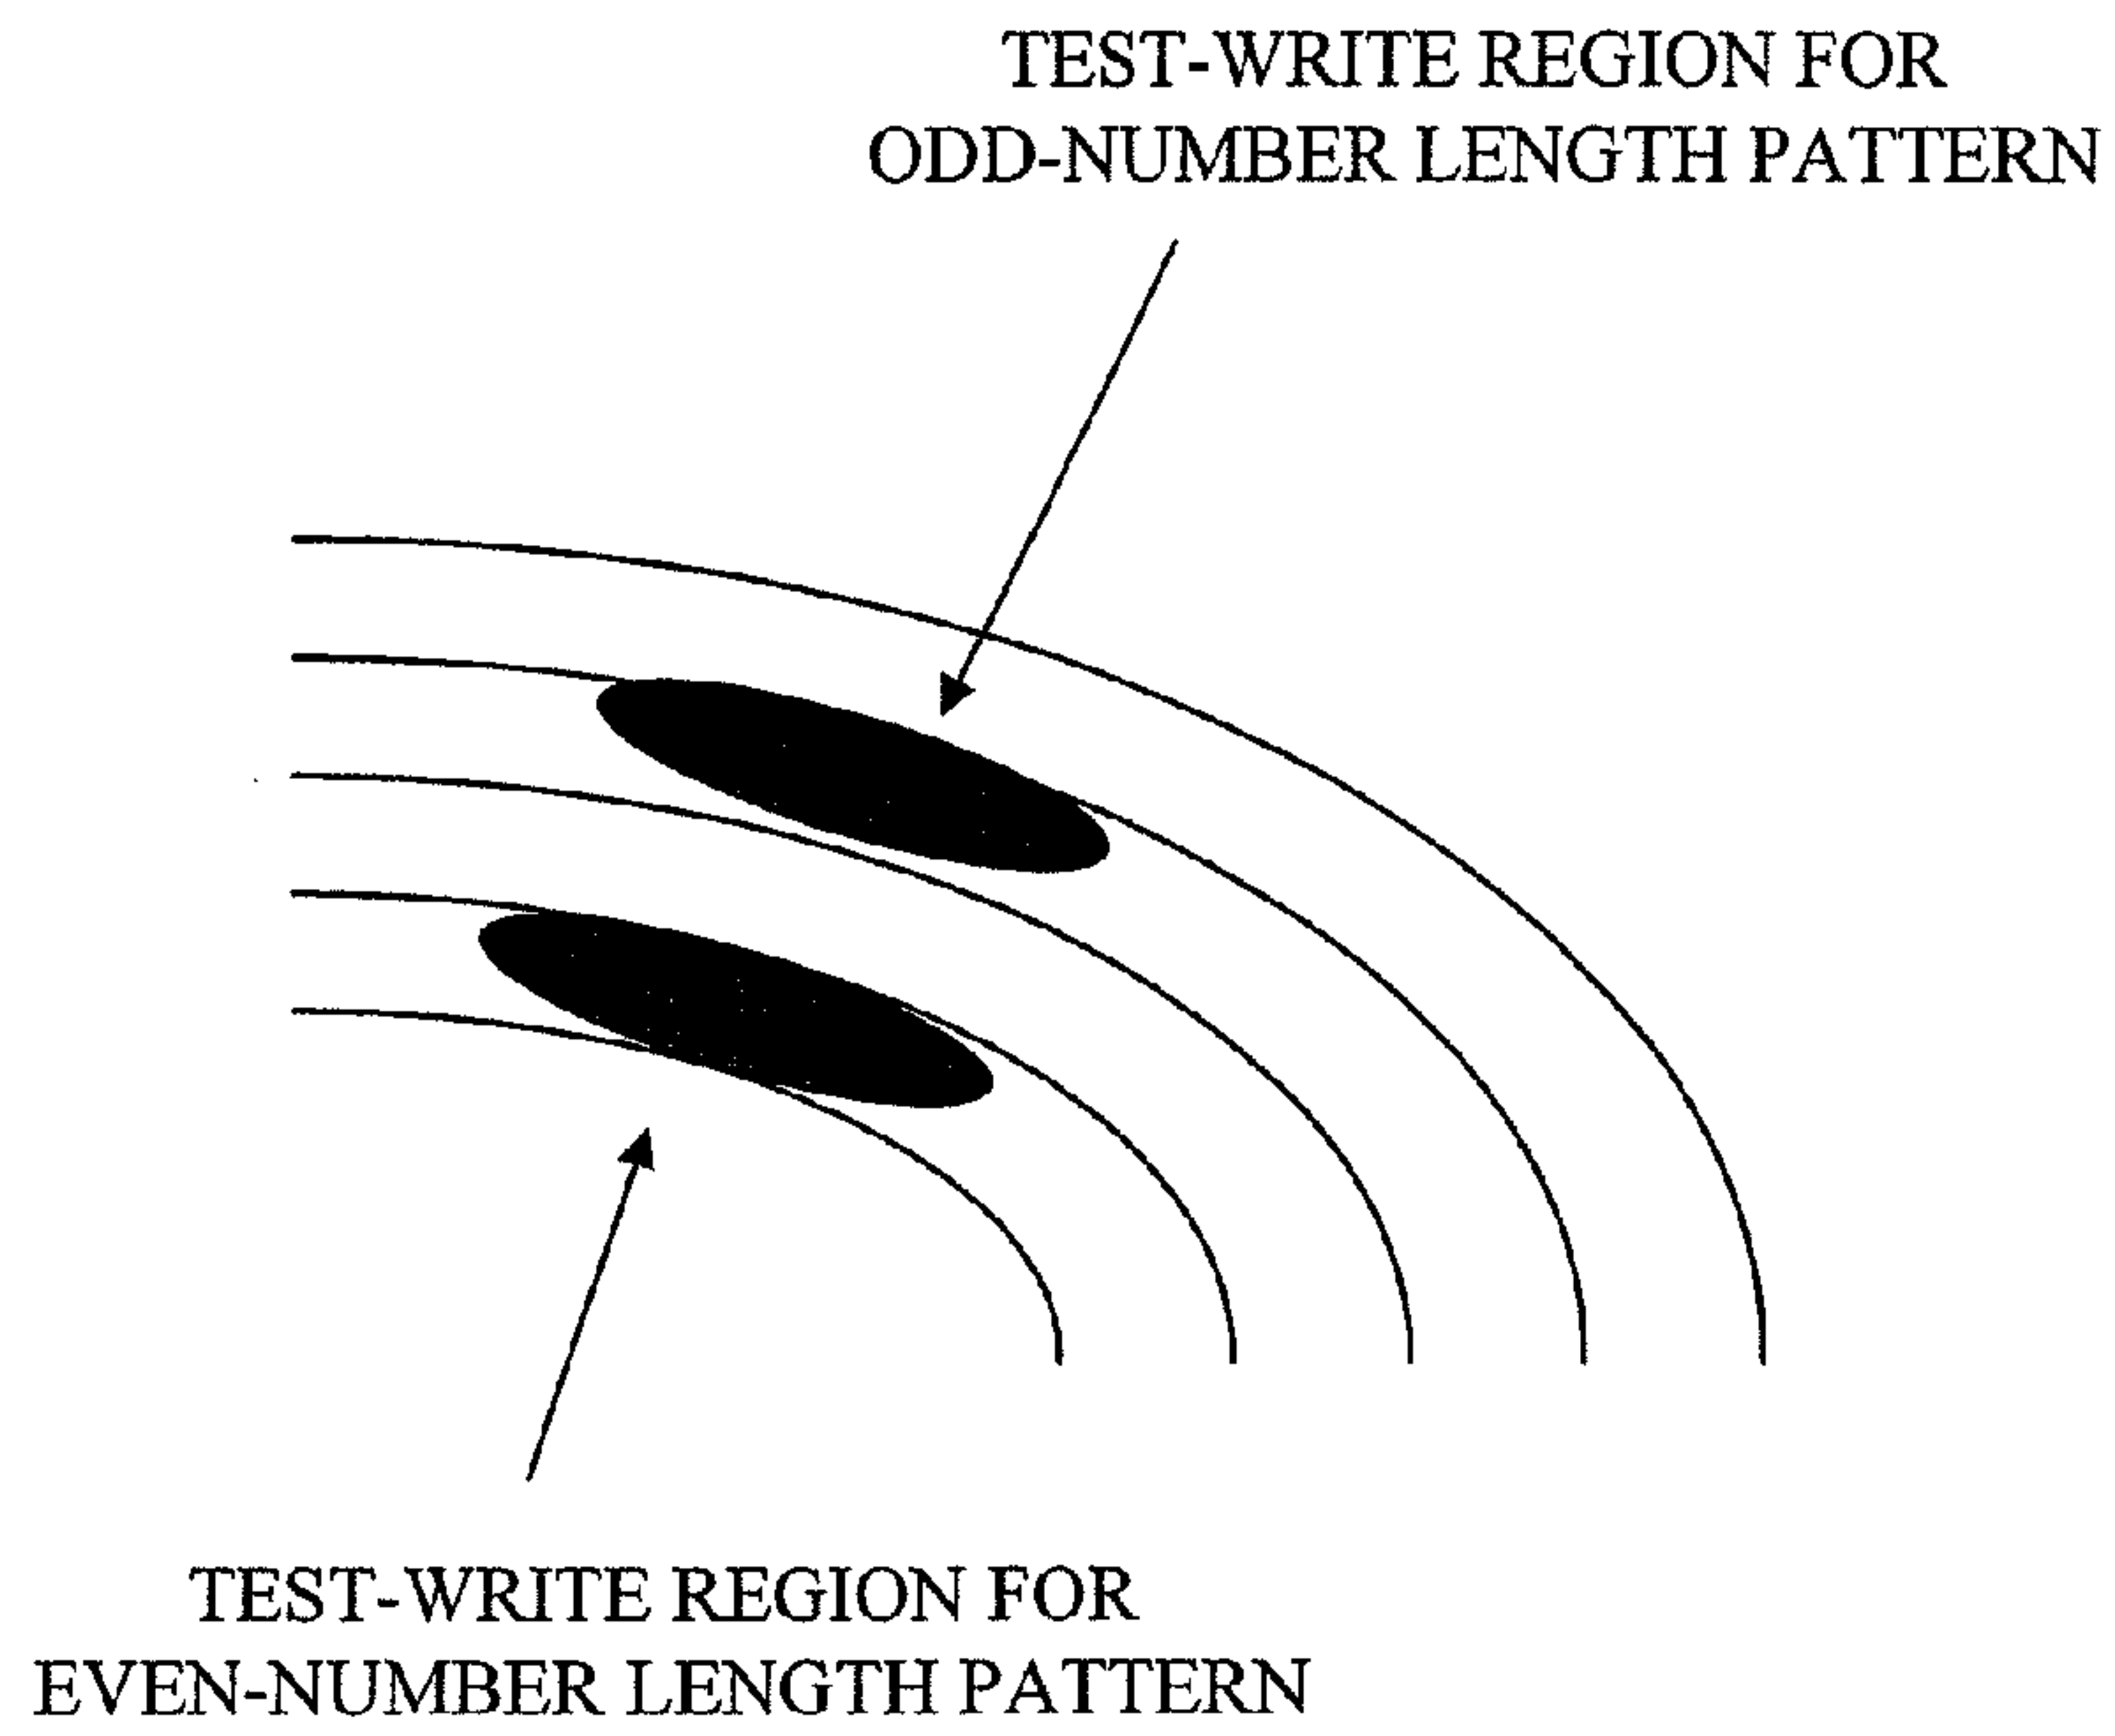 TEST-WRITE REGION FOR
ODD-NUMBER LENGTH PATTERN
TEST-WRITE REGION FOR
EVEN-NUMBER LENGTH PATTERN